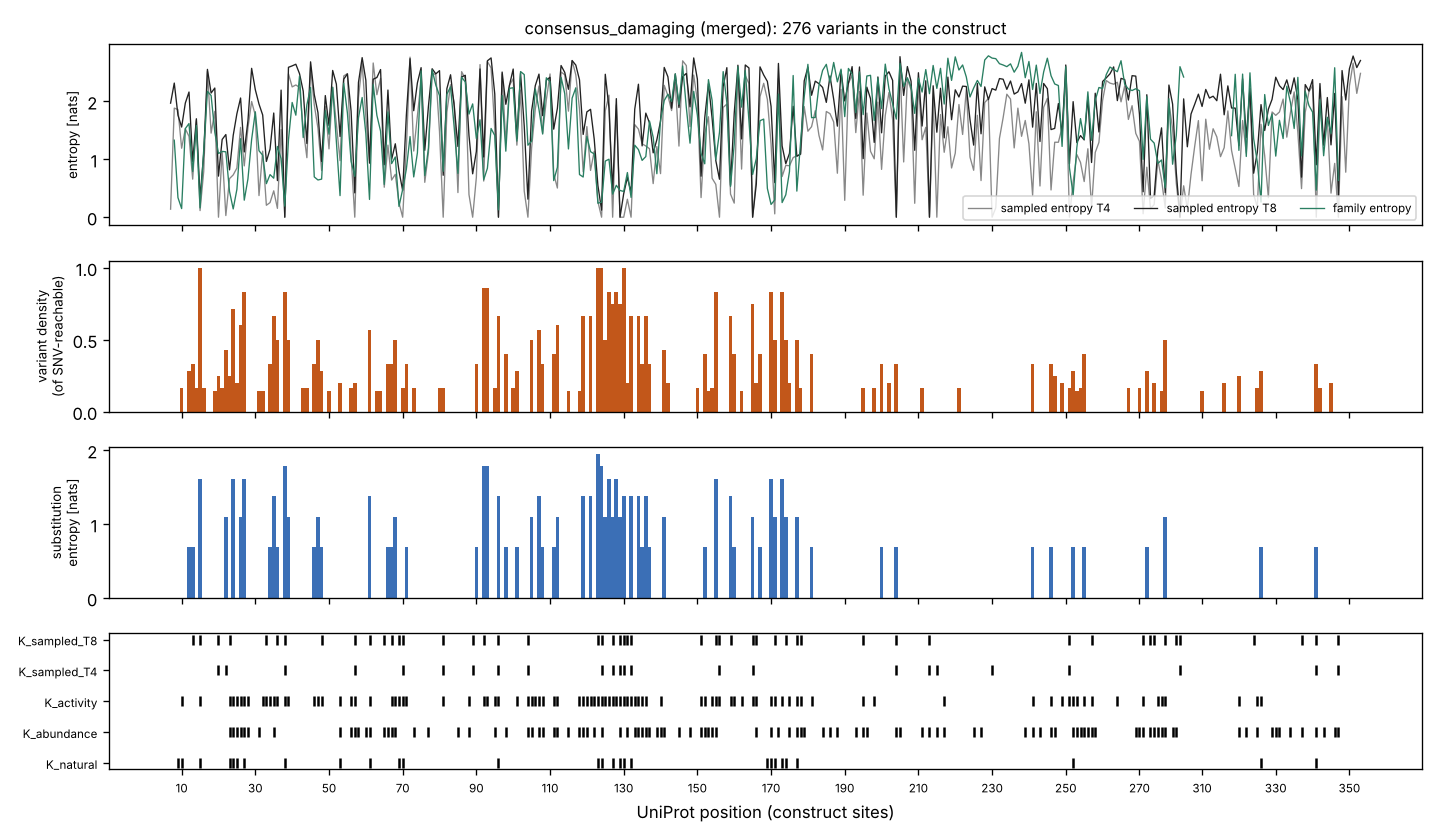 consensus_damaging (merged): 276 variants in the construct
entropy [nats]
2
1
0
sampled entropy T4
sampled entropy T8
family entropy
variant density
(of SNV-reachable)
1.0
0.5
0.0
substitution
entropy [nats]
2
1
0
K_sampled_T8
K_sampled_T4
K_activity
K_abundance
K_natural
10 30 50 70 90 110 130 150 170 190 210 230 250 270 310 330 350
UniProt position (construct sites)